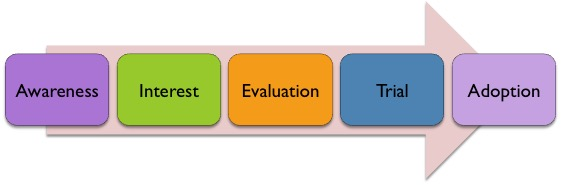 Awareness
Interest
Evaluation
Trial
Adoption